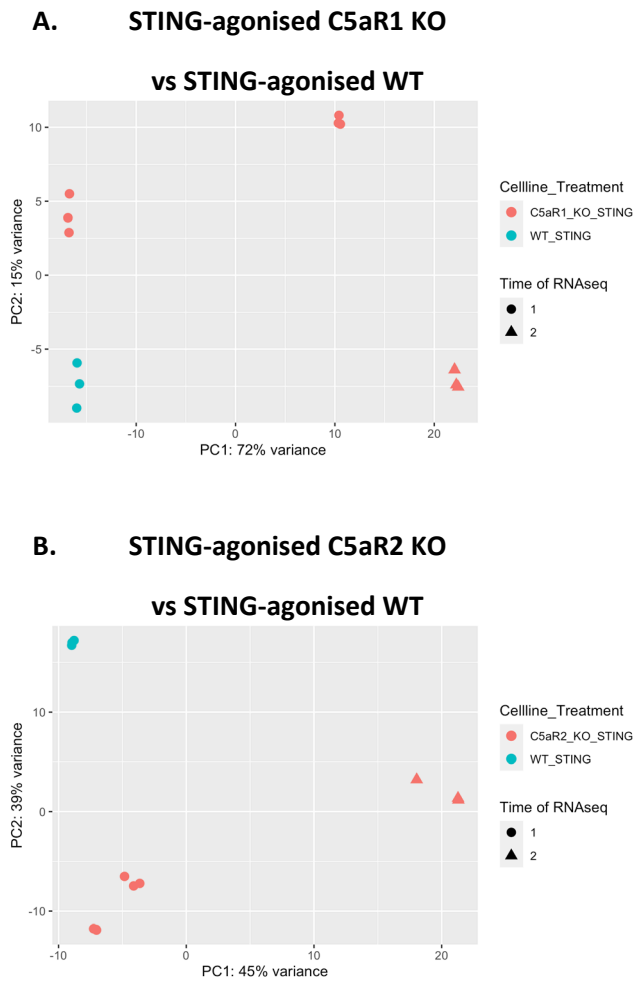 A. STING-agonised C5aR1 KO
vs STING-agonised WT
10
5
0
-5
-10
0
10
20
PC2: 15% variance
PC1: 72% variance
Cellline_Treatment
C5aR1_KO_STING
WT_STING
Time of RNAseq
1
2
B. STING-agonised C5aR2 KO
vs STING-agonised WT
10
0
-10
-10
0
10
20
PC2: 39% variance
PC1: 45% variance
Cellline_Treatment
C5aR2_KO_STING
WT_STING
Time of RNAseq
1
2